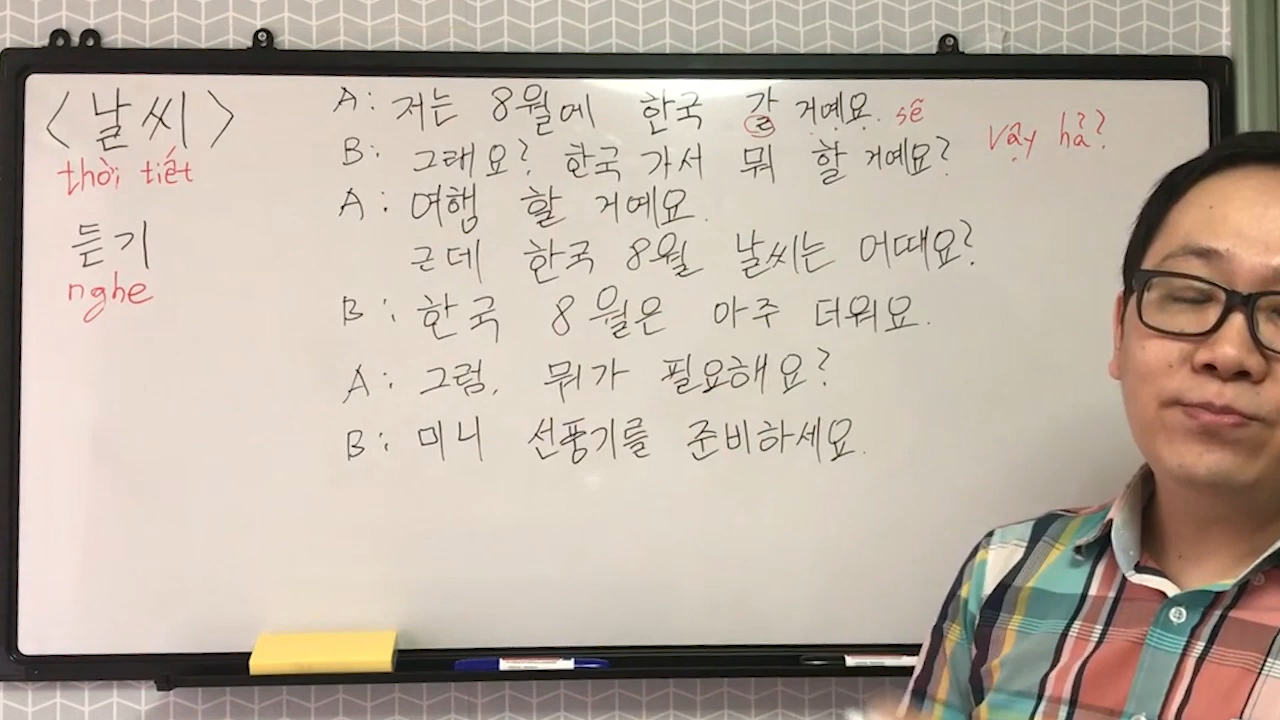 <날씨>
thời tiết
듣기
nghe
A: 저는 8월에 한국 갈 거예요. sẽ
B: 그래요? 한국 가서 뭐 할 거예요? vậy hả?
A: 여행 할 거예요.
근데 한국 8월 날씨는 어때요?
B: 한국 8월은 아주 더워요.
A: 그럼, 뭐가 필요해요?
B: 미니 선풍기를 준비하세요.